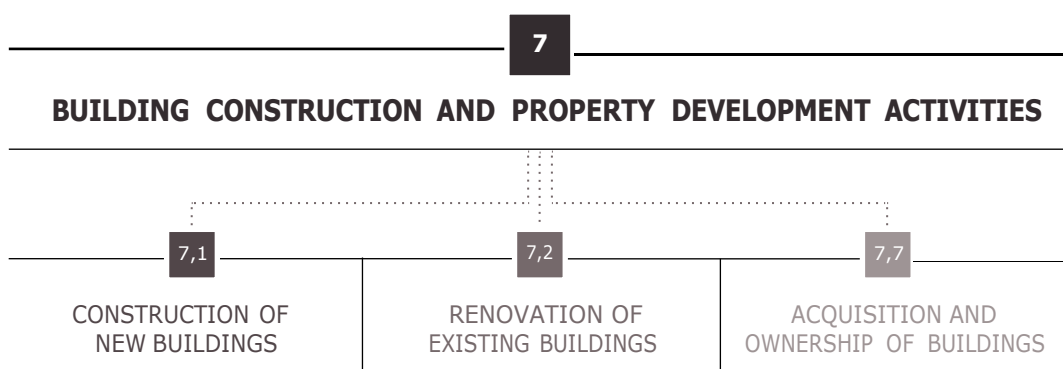 7
BUILDING CONSTRUCTION AND PROPERTY DEVELOPMENT ACTIVITIES
7,1
CONSTRUCTION OF
NEW BUILDINGS
7,2
RENOVATION OF
EXISTING BUILDINGS
7,7
ACQUISITION AND
OWNERSHIP OF BUILDINGS